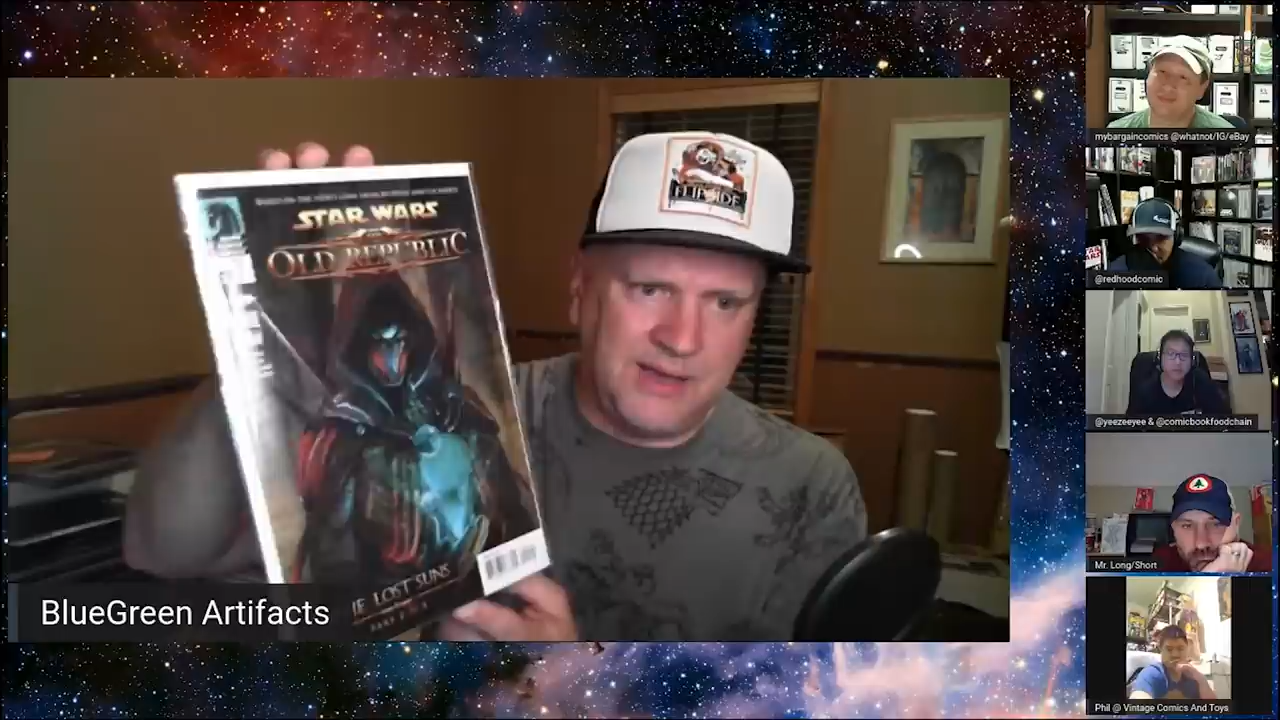 STAR WARS
OLD REPUBLIC
LOST SUNS
BlueGreen Artifacts
FLIPSIDE
mybargaincomics @whatnot/IG/eBay
@redhoodcomic
@yeezeeyee & @comicbookfoodchain
Mr. Long/Short
Phil @ Vintage Comics And Toys